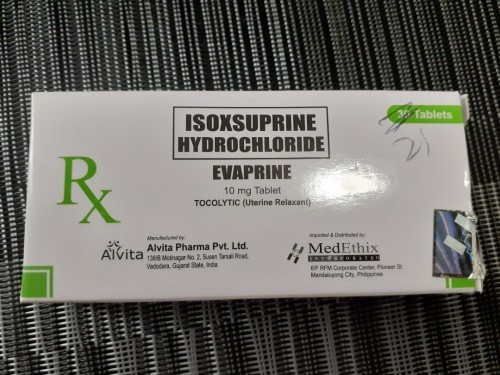 ISOXSUPRINE
HYDROCHLORIDE
EVAPRINE
10 mg Tablet
TOCOLYTIC (Uterine Relaxant)
30 Tablets
21
Rx
Manufactured by:
Alvita
Alvita Pharma Pvt. Ltd.
136/B Motinagar No. 2, Susen Tarsali Road,
Vadodara, Gujarat State, India
Imported & Distributed by:
MedEthix
INCORPORATED
6/F RFM Corporate Center, Pioneer St.
Mandaluyong City, Philippines